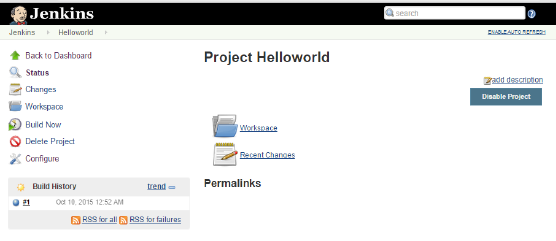 Jenkins
search
Jenkins Helloworld
ENABLE AUTO REFRESH
Back to Dashboard
Status
Changes
Workspace
Build Now
Delete Project
Configure
Build History trend
#1 Oct 19, 2015 12:52 AM
RSS for all RSS for failures
Project Helloworld
add description
Disable Project
Workspace
Recent Changes
Permalinks